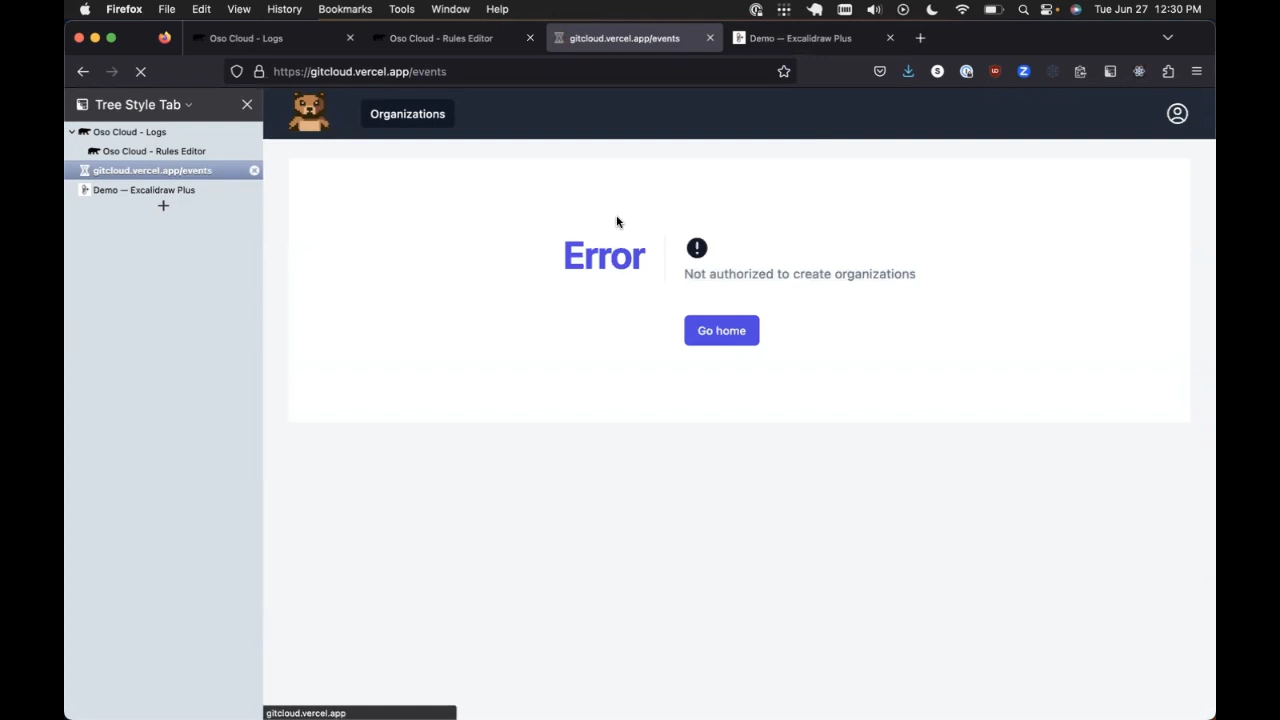 Firefox File Edit View History Bookmarks Tools Window Help Tue Jun 27 12:30 PM
Oso Cloud - Logs Oso Cloud - Rules Editor gitcloud.vercel.app/events Demo — Excalidraw Plus
https://gitcloud.vercel.app/events
Tree Style Tab
Organizations
Oso Cloud - Logs
Oso Cloud - Rules Editor
gitcloud.vercel.app/events
Demo — Excalidraw Plus
Error
Not authorized to create organizations
Go home
gitcloud.vercel.app